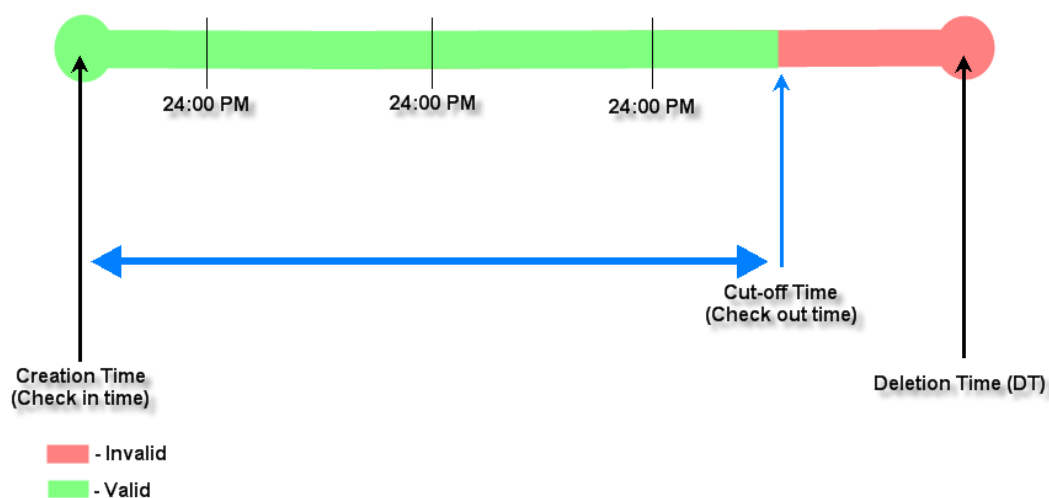 24:00 PM
24:00 PM
24:00 PM
Cut-off Time
(Check out time)
Creation Time
(Check in time)
Deletion Time (DT)
- Invalid
- Valid